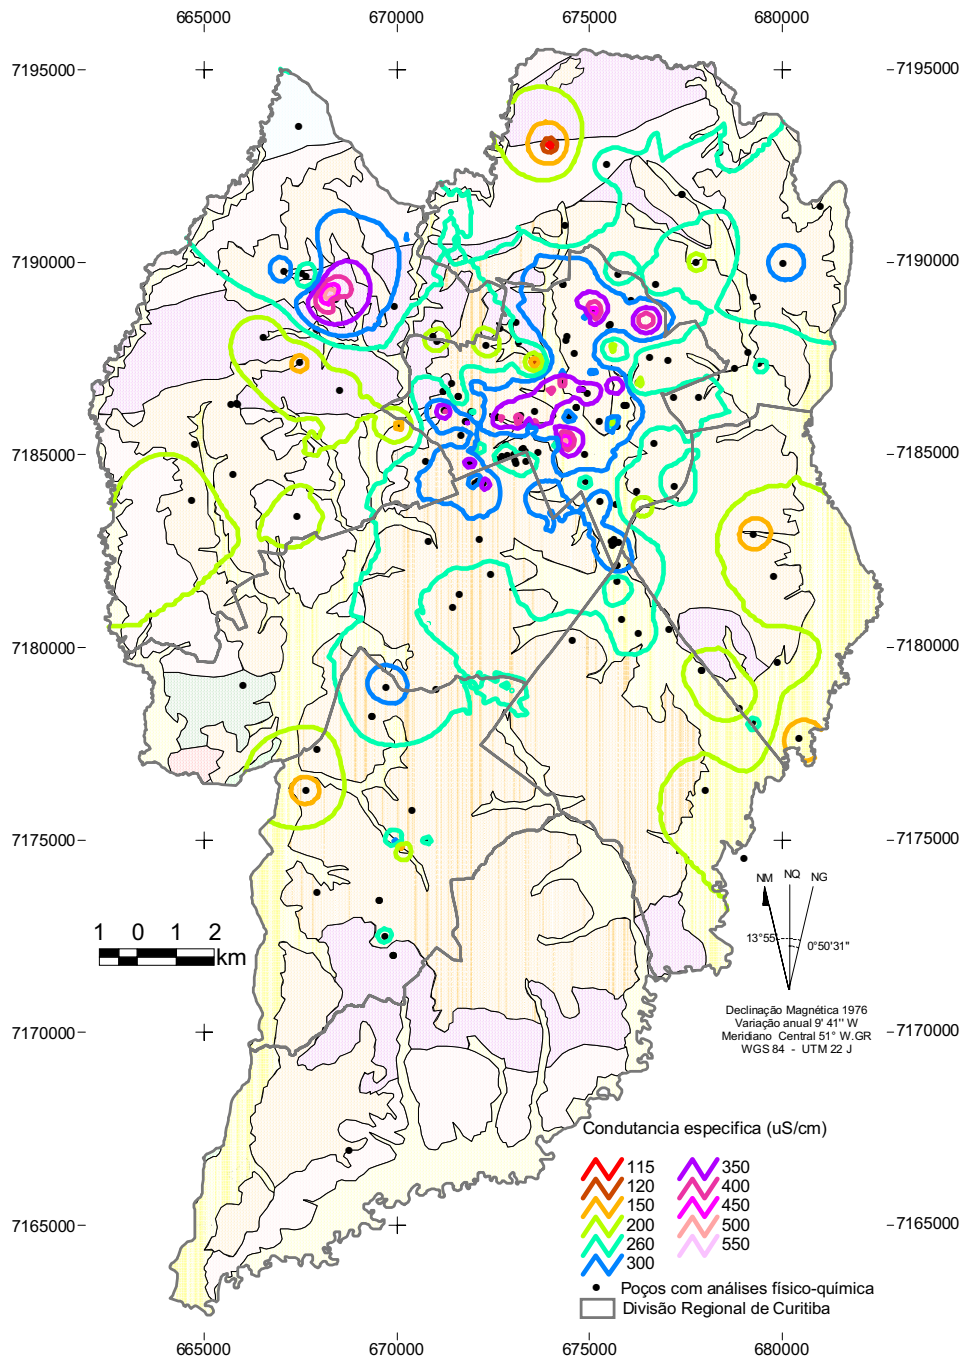 665000 670000 675000 680000
7195000 7195000
7190000 7190000
7185000 7185000
7180000 7180000
7175000 7175000
NM NQ NG
13°55 0°50'31"
1 0 1 2
km
Declinação Magnética 1976
Variação anual 9' 41'' W
Meridiano Central 51° W.GR
WGS 84 - UTM 22 J
7170000 7170000
Condutancia especifica (uS/cm)
115 350
120 400
150 450
200 500
260 550
300
7165000 7165000
Poços com análises físico-química
Divisão Regional de Curitiba
665000 670000 675000 680000